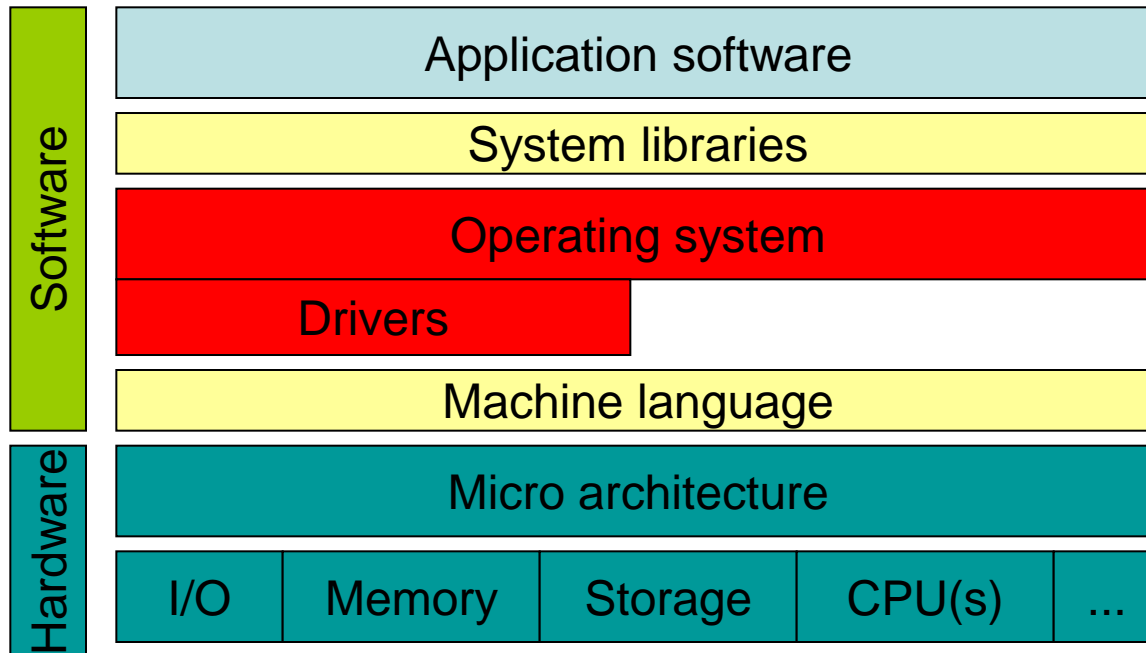 Software
Application software
System libraries
Operating system
Drivers
Machine language
Hardware
Micro architecture
I/O
Memory
Storage
CPU(s)
...